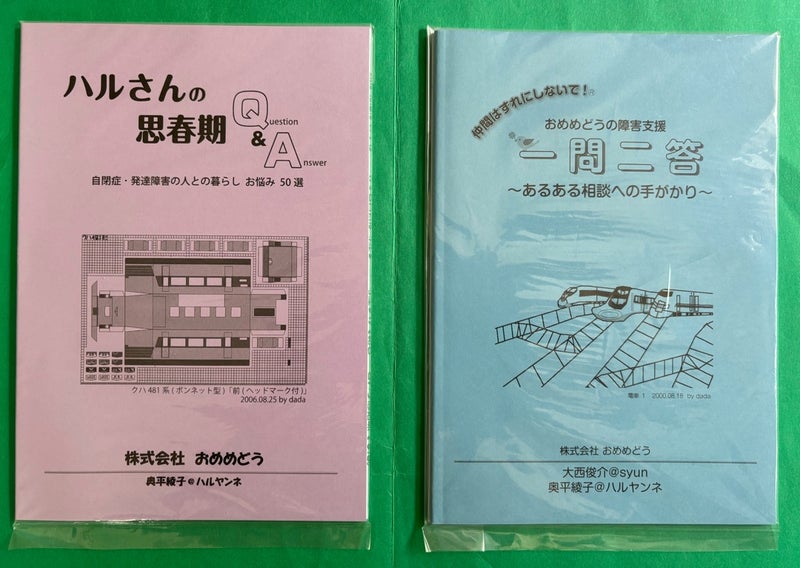 ハルさんの
思春期 Question
& Answer
自閉症・発達障害の人との暮らし お悩み 50 選
クハ 481 系 ( ボンネット型 )「前 ( ヘッドマーク付 )」
2006.08.25 by dada
株式会社 おめめどう
奥平綾子@ハルヤンネ
仲間はずれにしないで!®
おめめどうの障害支援
一問二答
〜あるある相談への手がかり〜
電車 1 2000.08.16 by dada
株式会社 おめめどう
大西俊介@syun
奥平綾子@ハルヤンネ